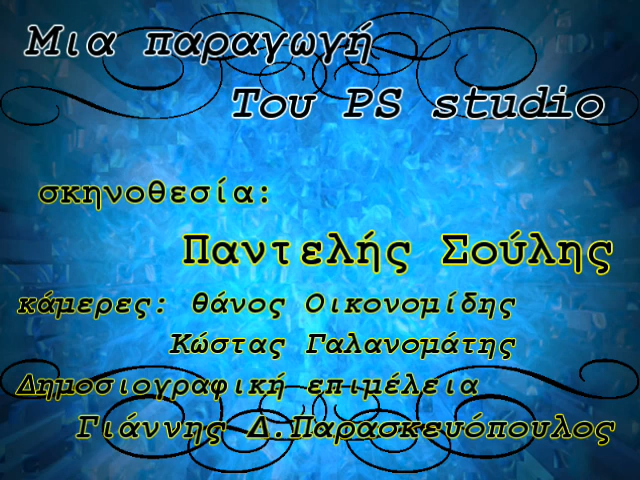 Μια παραγωγή
Του PS studio
σκηνοθεσία:
Παντελής Σούλης
κάμερες: θάνος Οικονομίδης
Κώστας Γαλανομάτης
Δημοσιογραφική επιμέλεια
Γιάννης Δ.Παρασκευόπουλος